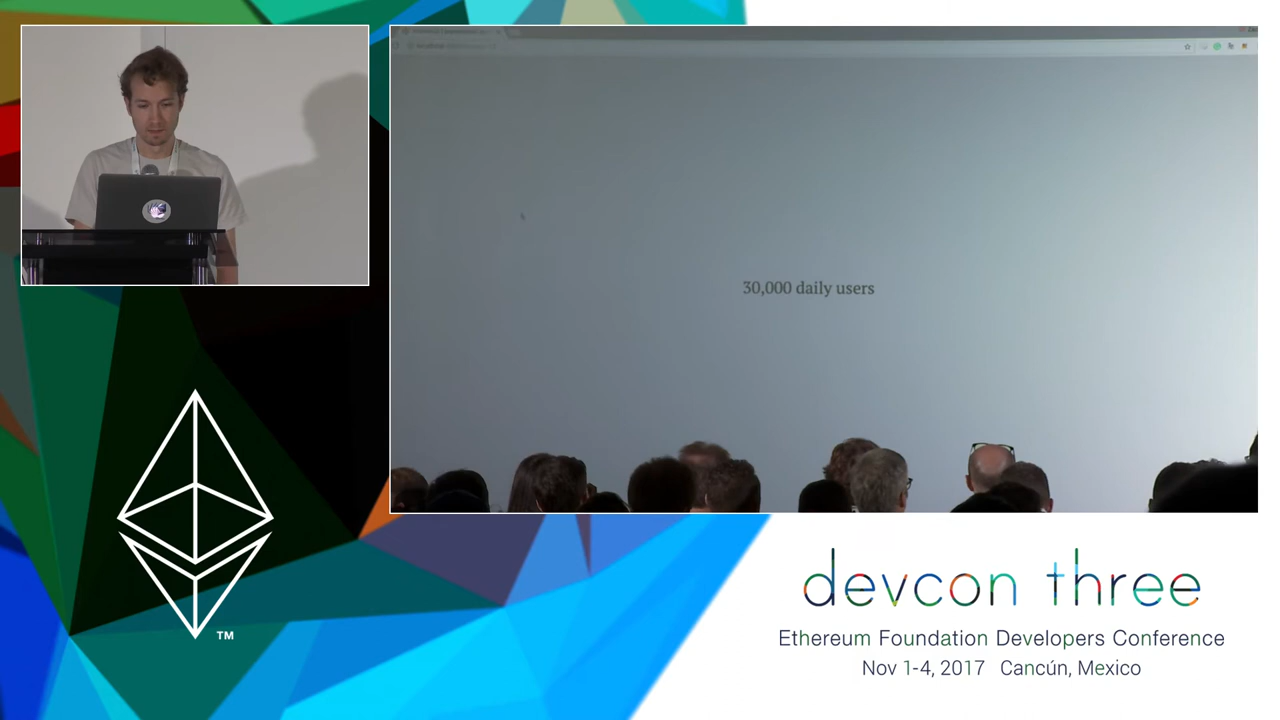 30,000 daily users
TM
devcon three
Ethereum Foundation Developers Conference
Nov 1-4, 2017 Cancún, Mexico